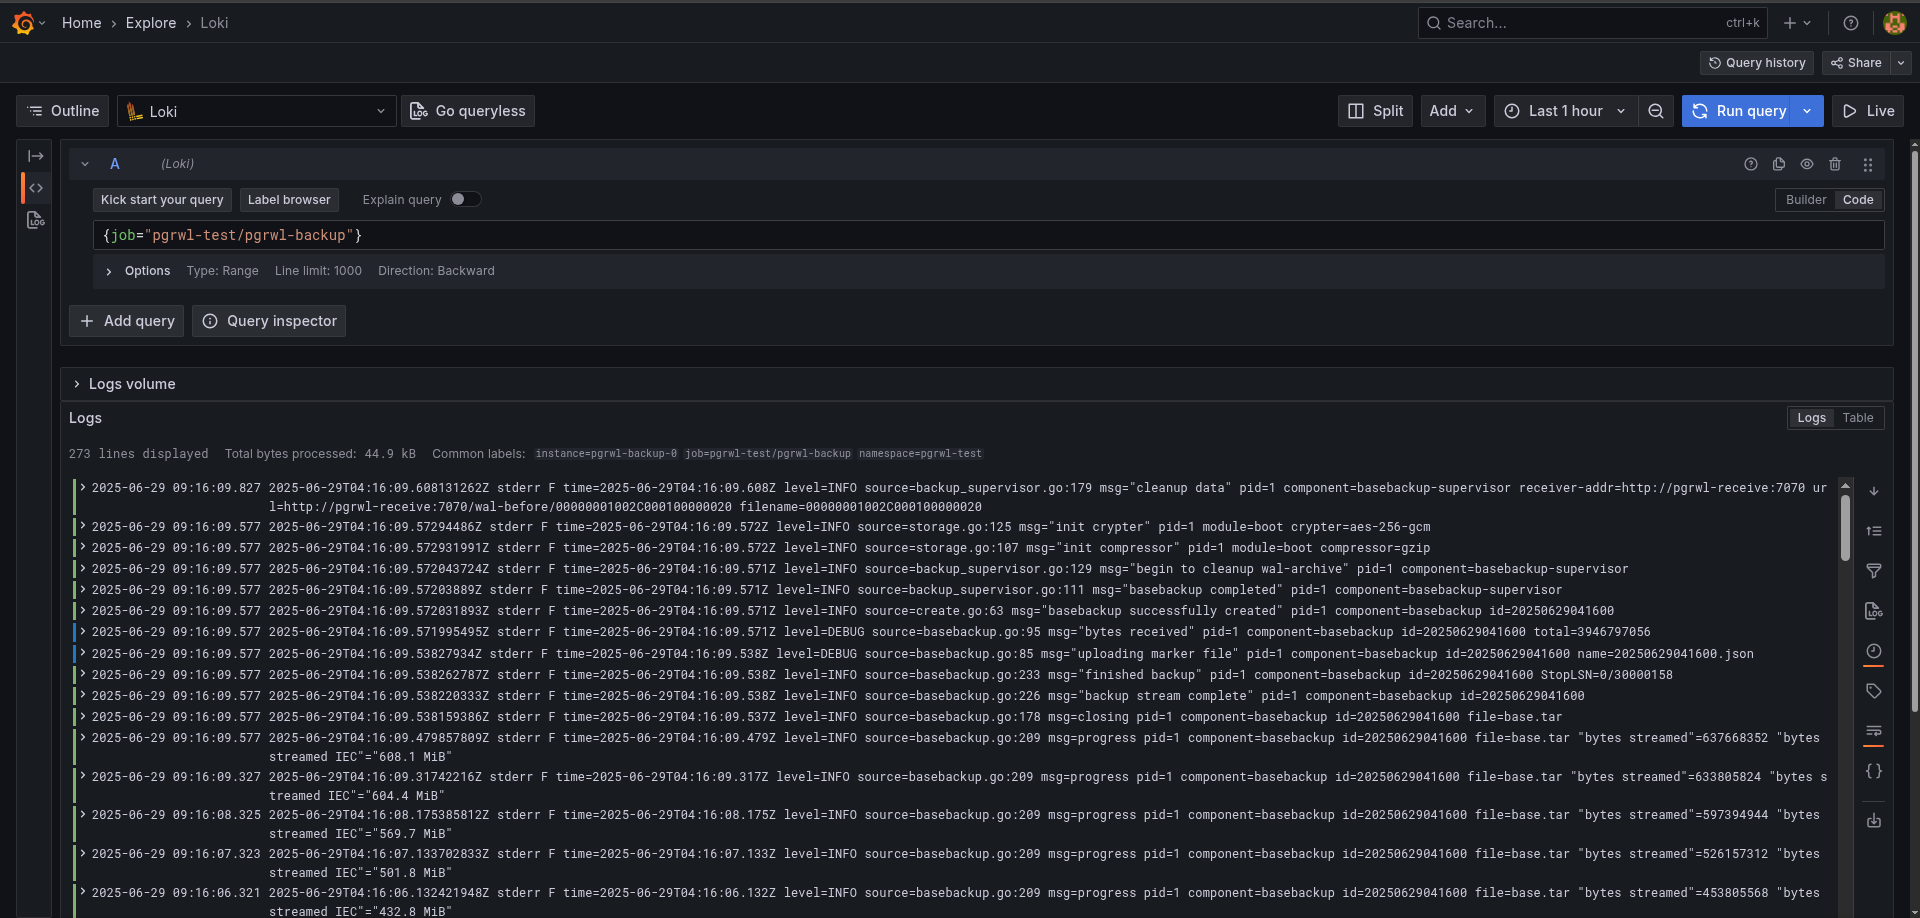 Home › Explore › Loki
Search... ctrl+k
Query history Share
Outline Loki Go queryless Split Add Last 1 hour Run query Live
A (Loki)
Kick start your query Label browser Explain query Builder Code
{job="pgrwl-test/pgrwl-backup"}
Options Type: Range Line limit: 1000 Direction: Backward
Add query Query inspector
Logs volume
Logs Logs Table
273 lines displayed Total bytes processed: 44.9 kB Common labels: instance=pgrwl-backup-0 job=pgrwl-test/pgrwl-backup namespace=pgrwl-test
2025-06-29 09:16:09.827 2025-06-29T04:16:09.608131262Z stderr F time=2025-06-29T04:16:09.608Z level=INFO source=backup_supervisor.go:179 msg="cleanup data" pid=1 component=basebackup-supervisor receiver-addr=http://pgrwl-receive:7070 ur
l=http://pgrwl-receive:7070/wal-before/00000001002C000100000020 filename=00000001002C000100000020
2025-06-29 09:16:09.577 2025-06-29T04:16:09.57294486Z stderr F time=2025-06-29T04:16:09.572Z level=INFO source=storage.go:125 msg="init crypter" pid=1 module=boot crypter=aes-256-gcm
2025-06-29 09:16:09.577 2025-06-29T04:16:09.572931991Z stderr F time=2025-06-29T04:16:09.572Z level=INFO source=storage.go:107 msg="init compressor" pid=1 module=boot compressor=gzip
2025-06-29 09:16:09.577 2025-06-29T04:16:09.572043724Z stderr F time=2025-06-29T04:16:09.571Z level=INFO source=backup_supervisor.go:129 msg="begin to cleanup wal-archive" pid=1 component=basebackup-supervisor
2025-06-29 09:16:09.577 2025-06-29T04:16:09.57203889Z stderr F time=2025-06-29T04:16:09.571Z level=INFO source=backup_supervisor.go:111 msg="basebackup completed" pid=1 component=basebackup-supervisor
2025-06-29 09:16:09.577 2025-06-29T04:16:09.572031893Z stderr F time=2025-06-29T04:16:09.571Z level=INFO source=create.go:63 msg="basebackup successfully created" pid=1 component=basebackup id=20250629041600
2025-06-29 09:16:09.577 2025-06-29T04:16:09.571995495Z stderr F time=2025-06-29T04:16:09.571Z level=DEBUG source=basebackup.go:95 msg="bytes received" pid=1 component=basebackup id=20250629041600 total=3946797056
2025-06-29 09:16:09.577 2025-06-29T04:16:09.53827934Z stderr F time=2025-06-29T04:16:09.538Z level=DEBUG source=basebackup.go:85 msg="uploading marker file" pid=1 component=basebackup id=20250629041600 name=20250629041600.json
2025-06-29 09:16:09.577 2025-06-29T04:16:09.538262787Z stderr F time=2025-06-29T04:16:09.538Z level=INFO source=basebackup.go:233 msg="finished backup" pid=1 component=basebackup id=20250629041600 StopLSN=0/30000158
2025-06-29 09:16:09.577 2025-06-29T04:16:09.538220333Z stderr F time=2025-06-29T04:16:09.538Z level=INFO source=basebackup.go:226 msg="backup stream complete" pid=1 component=basebackup id=20250629041600
2025-06-29 09:16:09.577 2025-06-29T04:16:09.538159386Z stderr F time=2025-06-29T04:16:09.537Z level=INFO source=basebackup.go:178 msg=closing pid=1 component=basebackup id=20250629041600 file=base.tar
2025-06-29 09:16:09.577 2025-06-29T04:16:09.479857809Z stderr F time=2025-06-29T04:16:09.479Z level=INFO source=basebackup.go:209 msg=progress pid=1 component=basebackup id=20250629041600 file=base.tar "bytes streamed"=637668352 "bytes
streamed IEC"="608.1 MiB"
2025-06-29 09:16:09.327 2025-06-29T04:16:09.31742216Z stderr F time=2025-06-29T04:16:09.317Z level=INFO source=basebackup.go:209 msg=progress pid=1 component=basebackup id=20250629041600 file=base.tar "bytes streamed"=633805824 "bytes s
treamed IEC"="604.4 MiB"
2025-06-29 09:16:08.325 2025-06-29T04:16:08.175385812Z stderr F time=2025-06-29T04:16:08.175Z level=INFO source=basebackup.go:209 msg=progress pid=1 component=basebackup id=20250629041600 file=base.tar "bytes streamed"=597394944 "bytes
streamed IEC"="569.7 MiB"
2025-06-29 09:16:07.323 2025-06-29T04:16:07.133702833Z stderr F time=2025-06-29T04:16:07.133Z level=INFO source=basebackup.go:209 msg=progress pid=1 component=basebackup id=20250629041600 file=base.tar "bytes streamed"=526157312 "bytes
streamed IEC"="501.8 MiB"
2025-06-29 09:16:06.321 2025-06-29T04:16:06.132421948Z stderr F time=2025-06-29T04:16:06.132Z level=INFO source=basebackup.go:209 msg=progress pid=1 component=basebackup id=20250629041600 file=base.tar "bytes streamed"=453805568 "bytes
streamed IEC"="432.8 MiB"